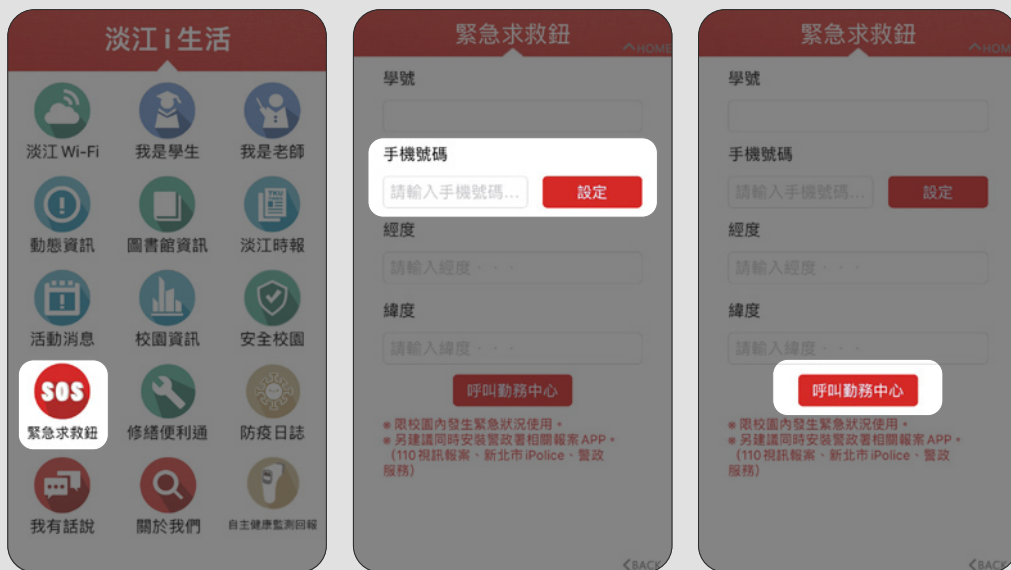 淡江 i 生活
淡江 Wi-Fi
我是學生
我是老師
動態資訊
圖書館資訊
TKU
淡江時報
活動消息
校園資訊
安全校園
SOS
緊急求救鈕
修繕便利通
防疫日誌
我有話說
關於我們
自主健康監測回報
緊急求救鈕
HOME
學號
手機號碼
請輸入手機號碼...
設定
經度
請輸入經度...
緯度
請輸入緯度...
呼叫勤務中心
※ 限校園內發生緊急狀況使用。
※ 另建議同時安裝警政署相關報案 APP。
(110 視訊報案、新北市 iPolice、警政
服務)
BACK
緊急求救鈕
HOM
學號
手機號碼
請輸入手機號碼...
設定
經度
請輸入經度...
緯度
請輸入緯度...
呼叫勤務中心
※ 限校園內發生緊急狀況使用。
※ 另建議同時安裝警政署相關報案 APP。
(110 視訊報案、新北市 iPolice、警政
服務)
BACK